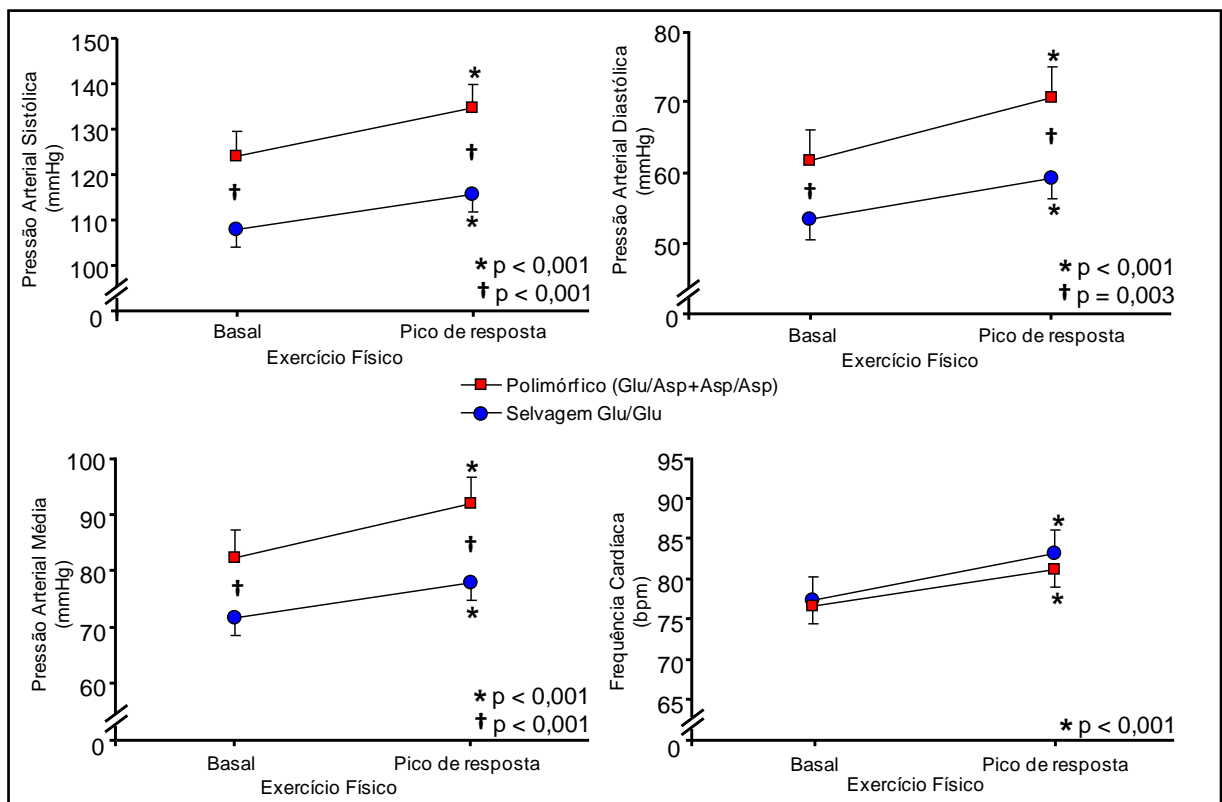 Pressão Arterial Sistólica
(mmHg)
150
140
130
120
110
100
0
*
†
†
*
* p < 0,001
† p < 0,001
Basal
Pico de resposta
Exercício Físico
Pressão Arterial Diastólica
(mmHg)
80
70
60
50
0
*
†
†
*
* p < 0,001
† p = 0,003
Basal
Pico de resposta
Exercício Físico
Polimórfico (Glu/Asp+Asp/Asp)
Selvagem Glu/Glu
Pressão Arterial Média
(mmHg)
100
90
80
70
60
0
*
†
†
*
* p < 0,001
† p < 0,001
Basal
Pico de resposta
Exercício Físico
Frequência Cardíaca
(bpm)
95
90
85
80
75
70
65
0
*
*
* p < 0,001
Basal
Pico de resposta
Exercício Físico